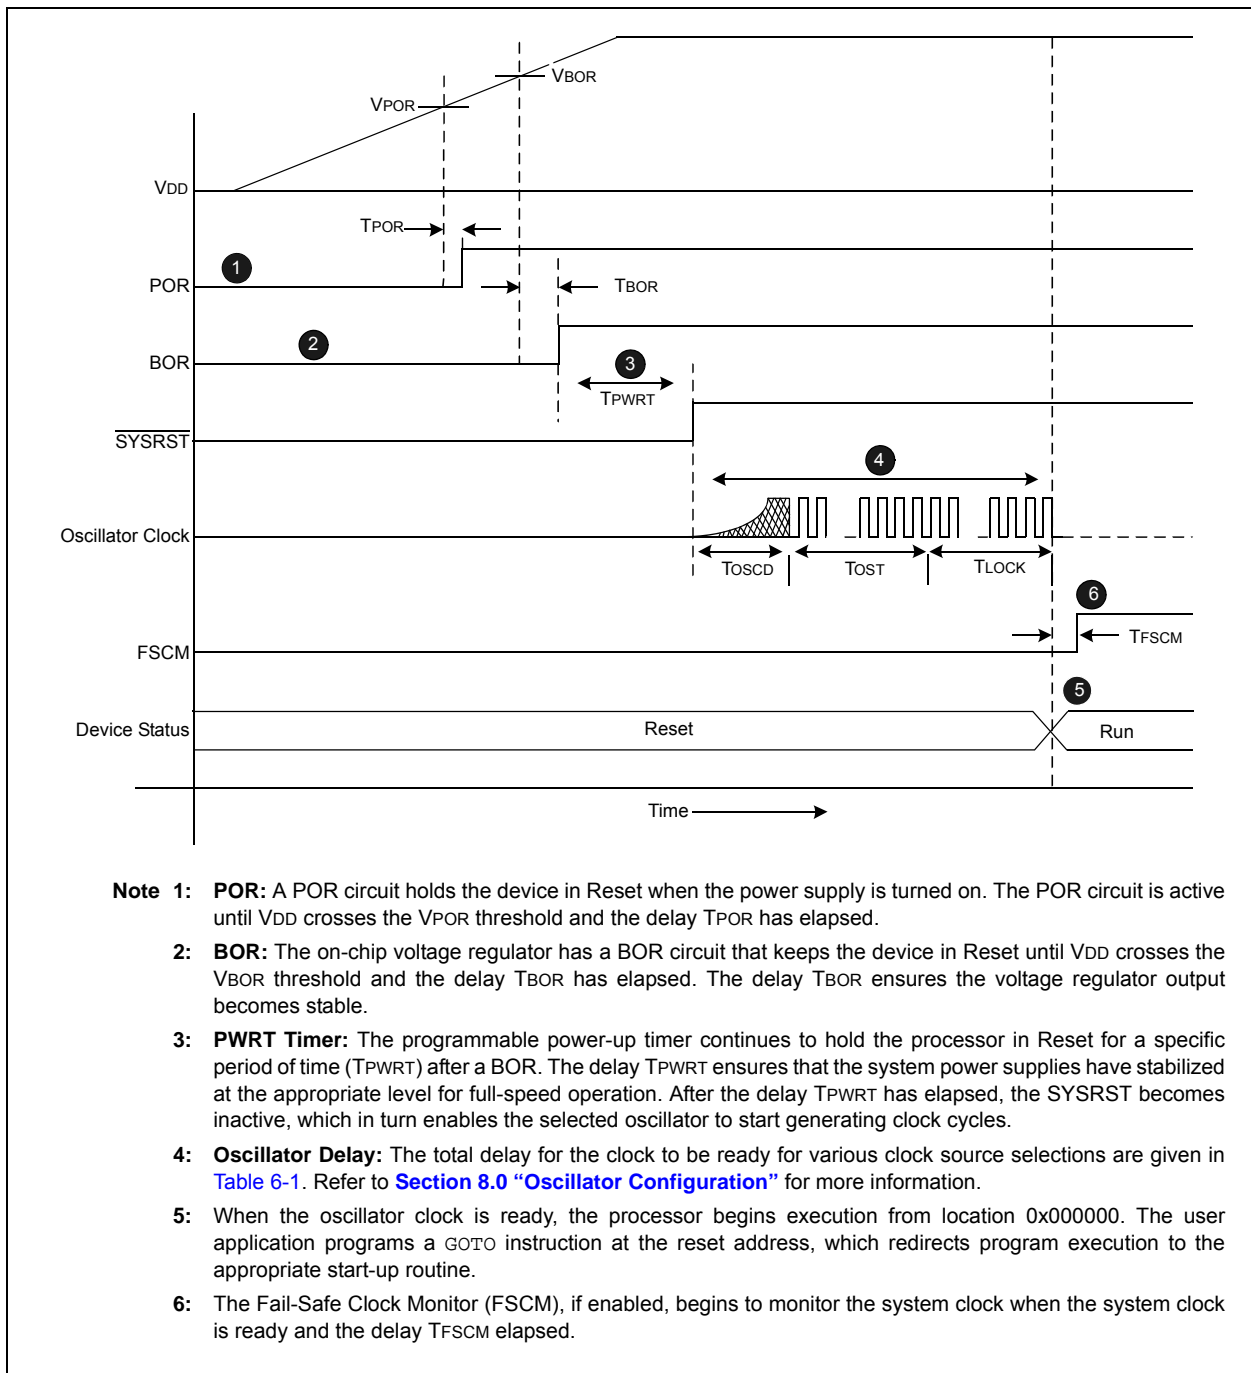 VBOR
VPOR
VDD
TPOR
1
POR
TBOR
2
BOR
3
TPWRT
SYSRST
4
Oscillator Clock
TOSCD
TOST
TLOCK
6
TFSCM
FSCM
5
Device Status
Reset
Run
Time
Note 1: POR: A POR circuit holds the device in Reset when the power supply is turned on. The POR circuit is active
until VDD crosses the VPOR threshold and the delay TPOR has elapsed.
2: BOR: The on-chip voltage regulator has a BOR circuit that keeps the device in Reset until VDD crosses the
VBOR threshold and the delay TBOR has elapsed. The delay TBOR ensures the voltage regulator output
becomes stable.
3: PWRT Timer: The programmable power-up timer continues to hold the processor in Reset for a specific
period of time (TPWRT) after a BOR. The delay TPWRT ensures that the system power supplies have stabilized
at the appropriate level for full-speed operation. After the delay TPWRT has elapsed, the SYSRST becomes
inactive, which in turn enables the selected oscillator to start generating clock cycles.
4: Oscillator Delay: The total delay for the clock to be ready for various clock source selections are given in
Table 6-1. Refer to Section 8.0 “Oscillator Configuration” for more information.
5: When the oscillator clock is ready, the processor begins execution from location 0x000000. The user
application programs a GOTO instruction at the reset address, which redirects program execution to the
appropriate start-up routine.
6: The Fail-Safe Clock Monitor (FSCM), if enabled, begins to monitor the system clock when the system clock
is ready and the delay TFSCM elapsed.